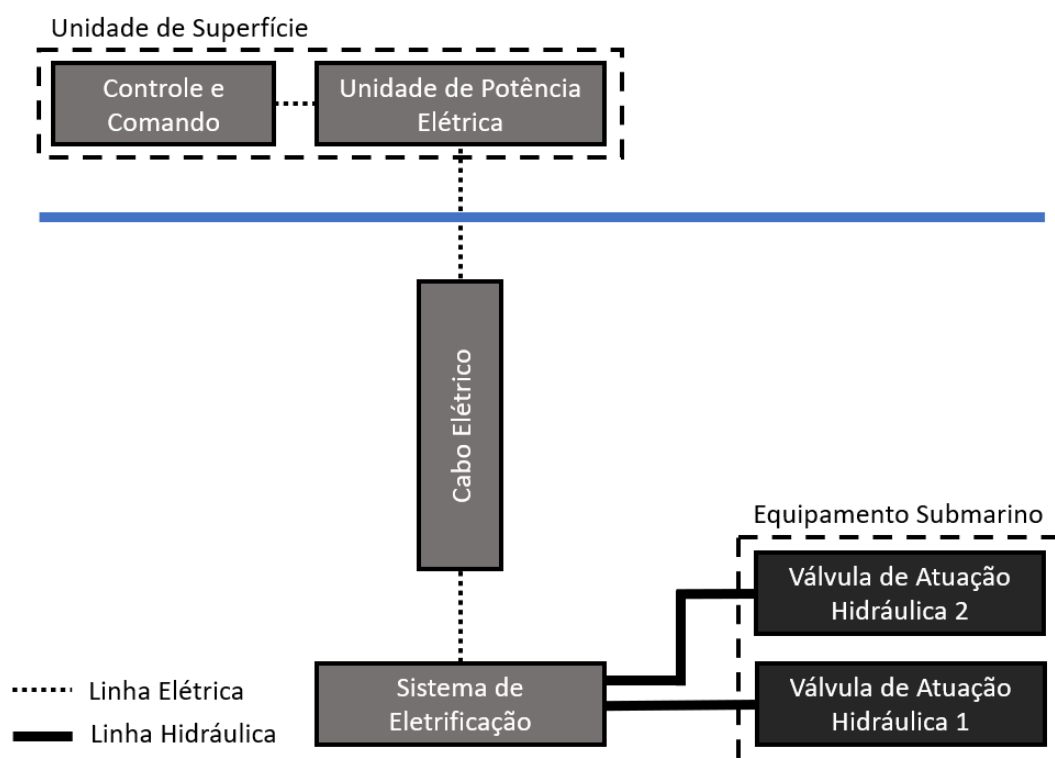 Unidade de Superfície
Controle e
Comando
Unidade de Potência
Elétrica
Cabo Elétrico
Equipamento Submarino
Válvula de Atuação
Hidráulica 2
Sistema de
Eletrificação
Válvula de Atuação
Hidráulica 1
Linha Elétrica
Linha Hidráulica